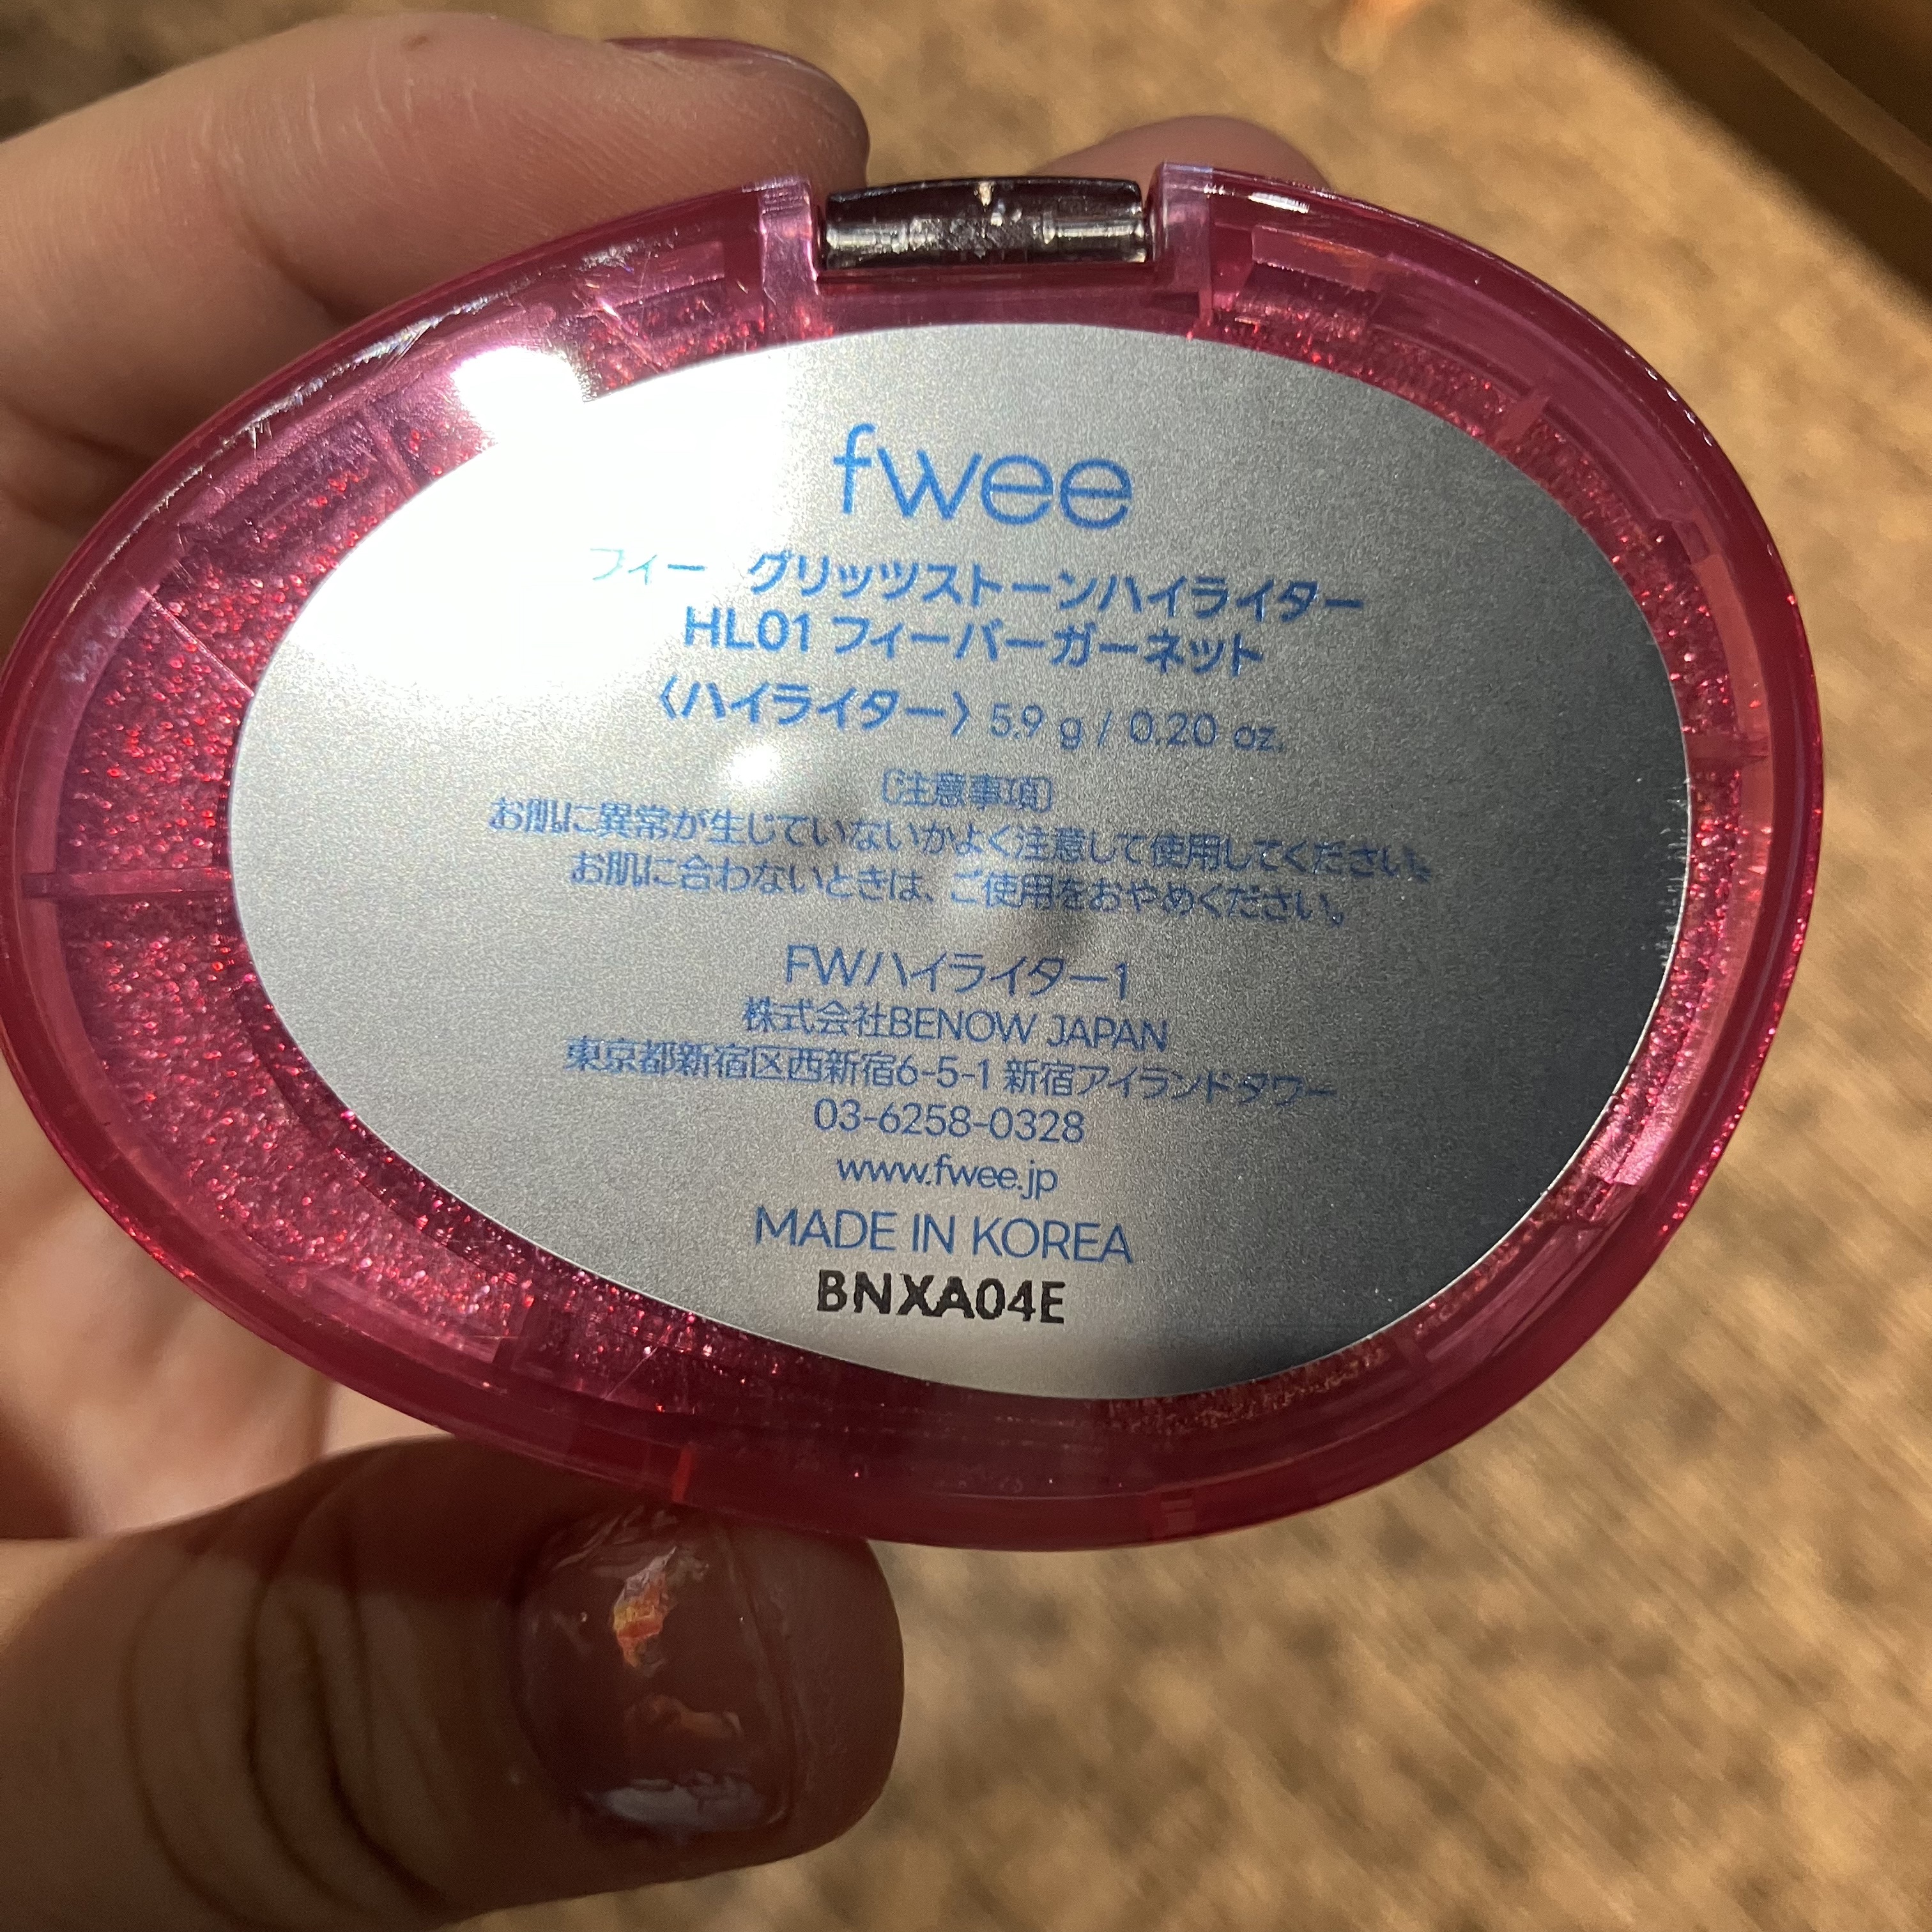 fwee
フィー グリッツストーンハイライター
HL01 フィーバーガーネット
〈ハイライター〉 5.9 g / 0.20 oz.
〔注意事項〕
お肌に異常が生じていないかよく注意して使用してください。
お肌に合わないときは、ご使用をおやめください。
FWハイライター1
株式会社BENOW JAPAN
東京都新宿区西新宿6-5-1 新宿アイランドタワー
03-6258-0328
www.fwee.jp
MADE IN KOREA
BNXA04E